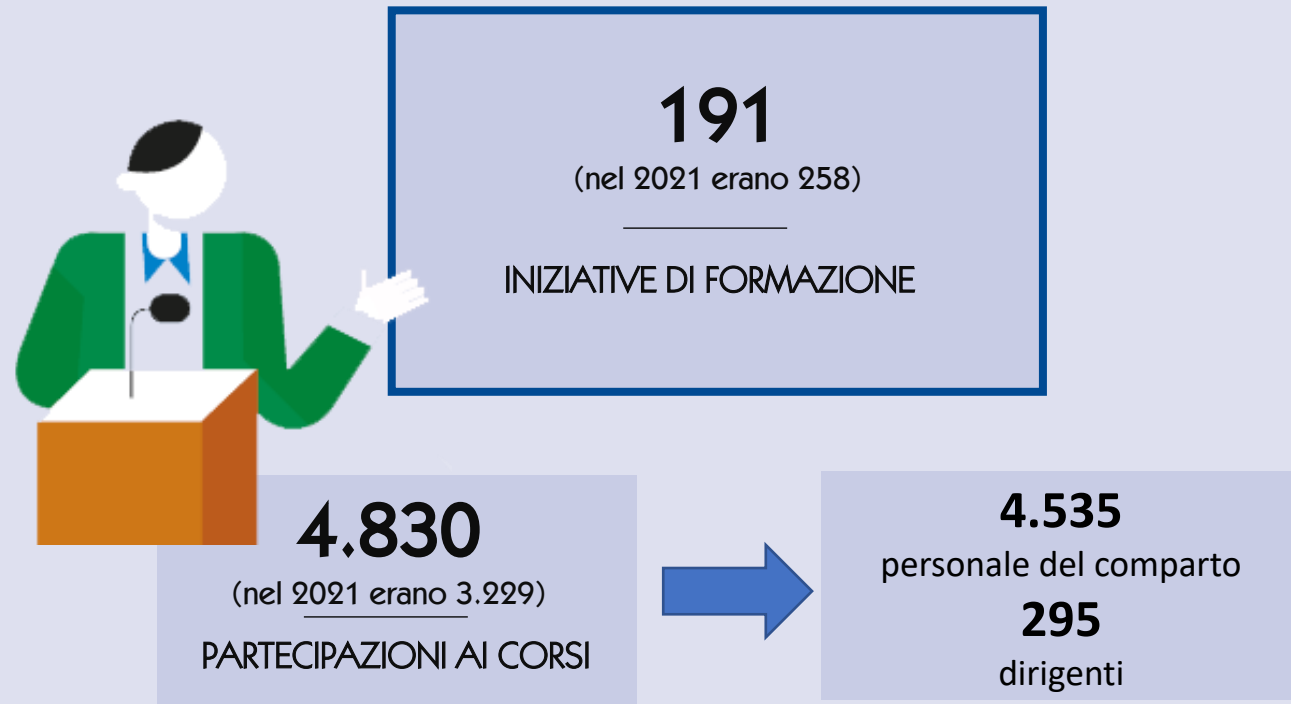 191
(nel 2021 erano 258)
INIZIATIVE DI FORMAZIONE
4.830
(nel 2021 erano 3.229)
PARTECIPAZIONI AI CORSI
4.535
personale del comparto
295
dirigenti